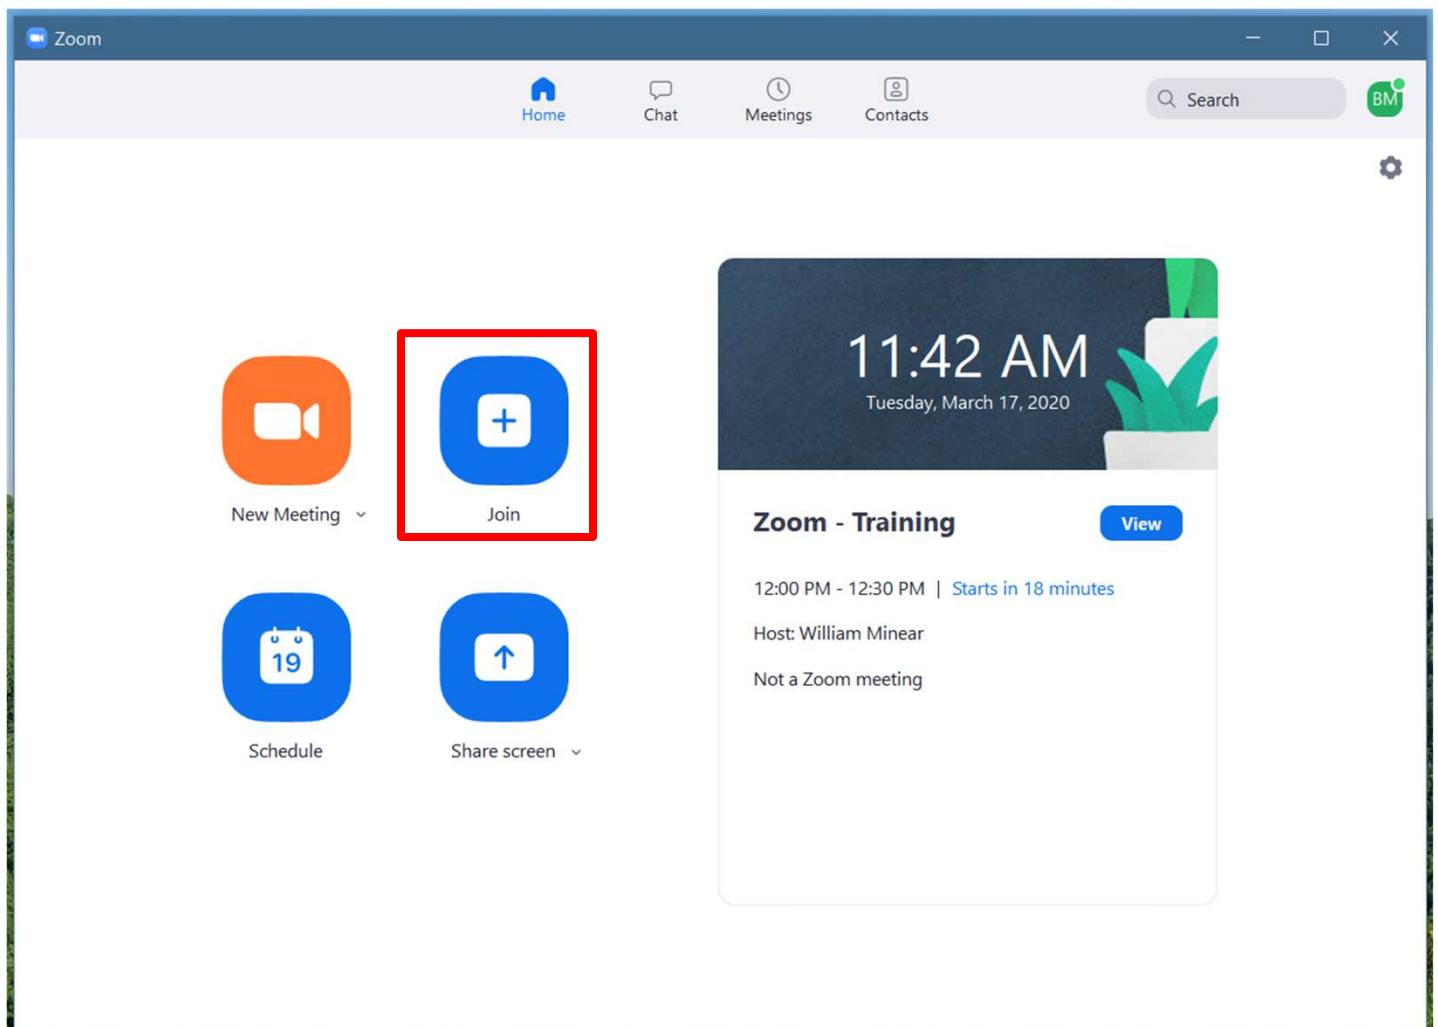 Zoom
Home
Chat
Meetings
Contacts
Search
BM
11:42 AM
Tuesday, March 17, 2020
New Meeting
Join
Zoom - Training
View
12:00 PM - 12:30 PM | Starts in 18 minutes
Host: William Minear
Not a Zoom meeting
19
Schedule
Share screen